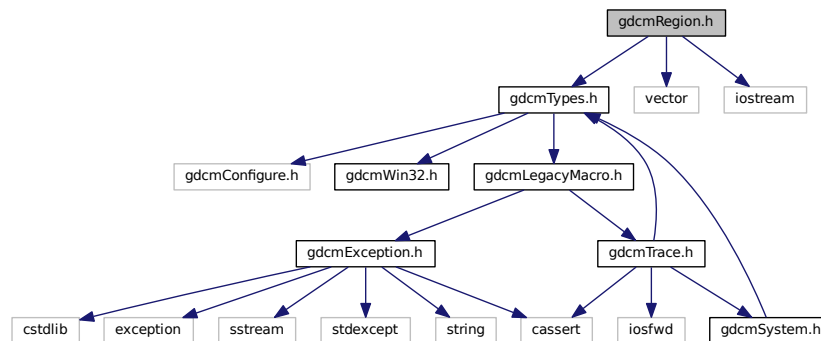 gdcmRegion.h
gdcmTypes.h
vector
iostream
gdcmConfigure.h
gdcmWin32.h
gdcmLegacyMacro.h
gdcmException.h
gdcmTrace.h
cstdlib
exception
sstream
stdexcept
string
cassert
iosfwd
gdcmSystem.h